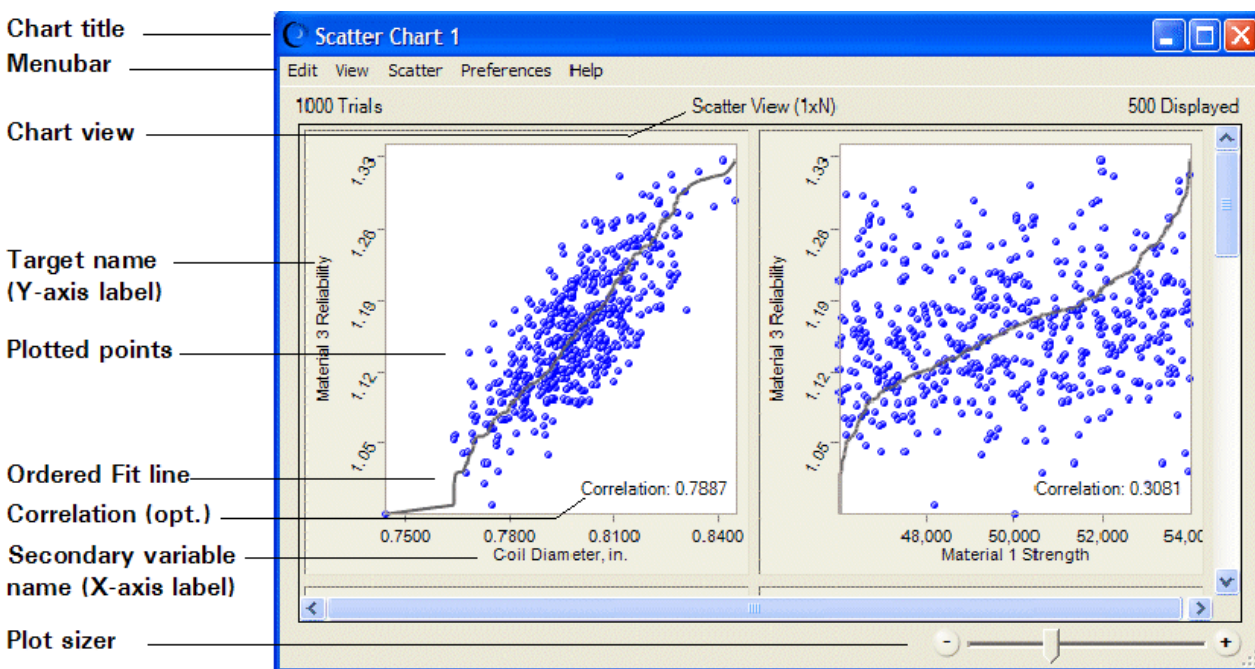 Chart title
Menubar
Chart view
Target name
(Y-axis label)
Plotted points
Ordered Fit line
Correlation (opt.)
Secondary variable
name (X-axis label)
Plot sizer
Scatter Chart 1
Edit View Scatter Preferences Help
1000 Trials Scatter View (1xN) 500 Displayed
Material 3 Reliability
1.33
1.26
1.19
1.12
1.05
Correlation: 0.7887
0.7500 0.7800 0.8100 0.8400
Coil Diameter, in.
Material 3 Reliability
1.33
1.26
1.19
1.12
1.05
Correlation: 0.3081
48,000 50,000 52,000 54,00
Material 1 Strength